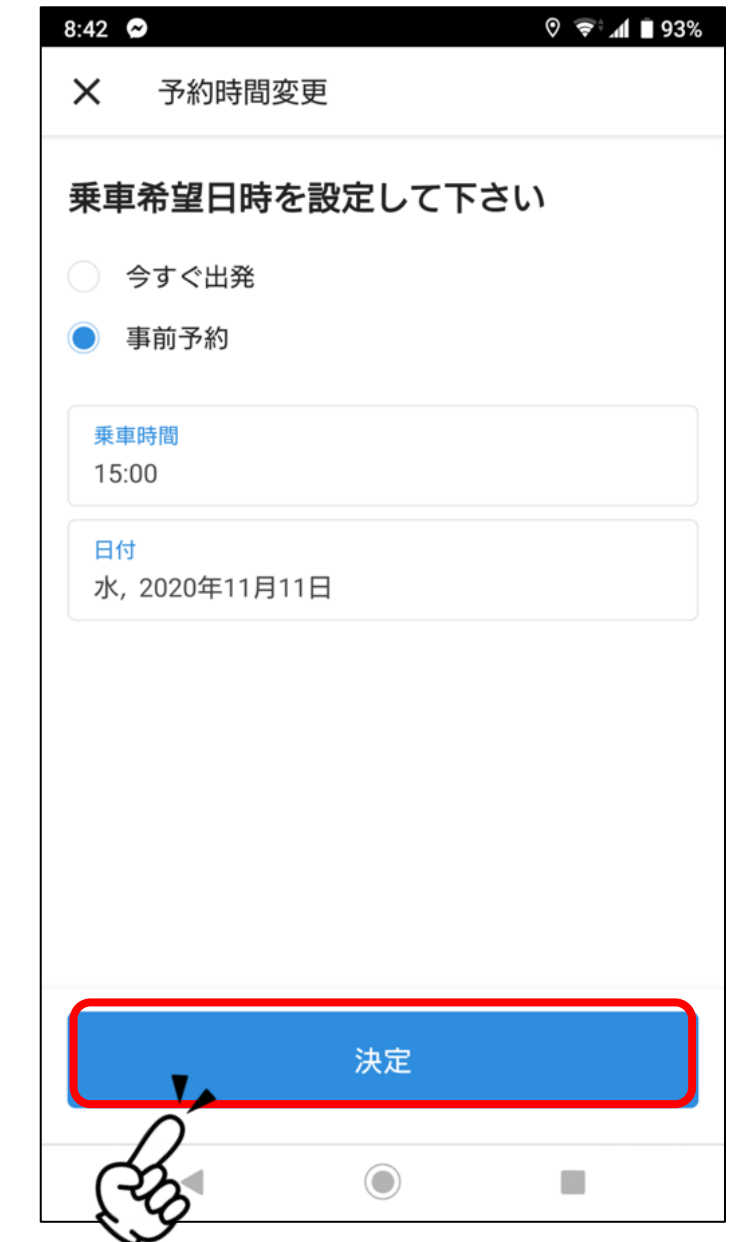 8:42 93%
予約時間変更
乗車希望日時を設定して下さい
今すぐ出発
事前予約
乗車時間
15:00
日付
水, 2020年11月11日
決定